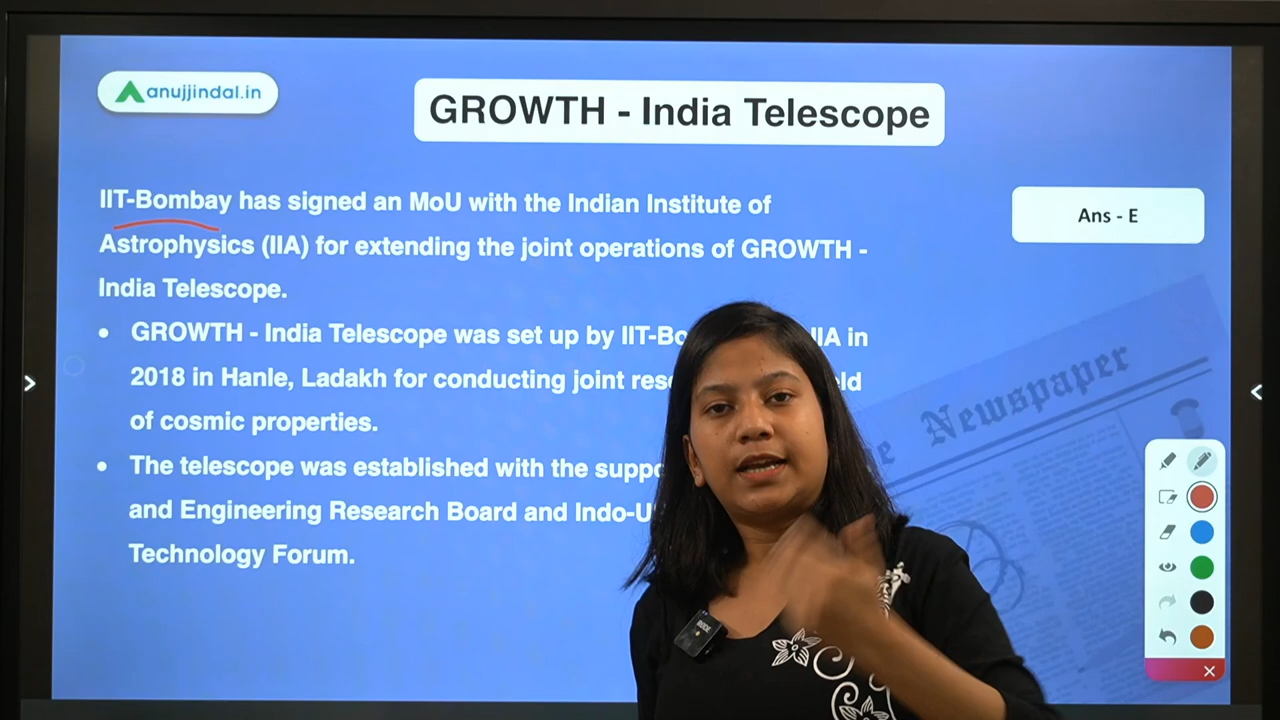 anujjindal.in
GROWTH - India Telescope
IIT-Bombay has signed an MoU with the Indian Institute of
Astrophysics (IIA) for extending the joint operations of GROWTH -
India Telescope.
Ans - E
• GROWTH - India Telescope was set up by IIT-Bo IIA in
2018 in Hanle, Ladakh for conducting joint res eld
of cosmic properties.
• The telescope was established with the suppo
and Engineering Research Board and Indo-U
Technology Forum.
Newspaper